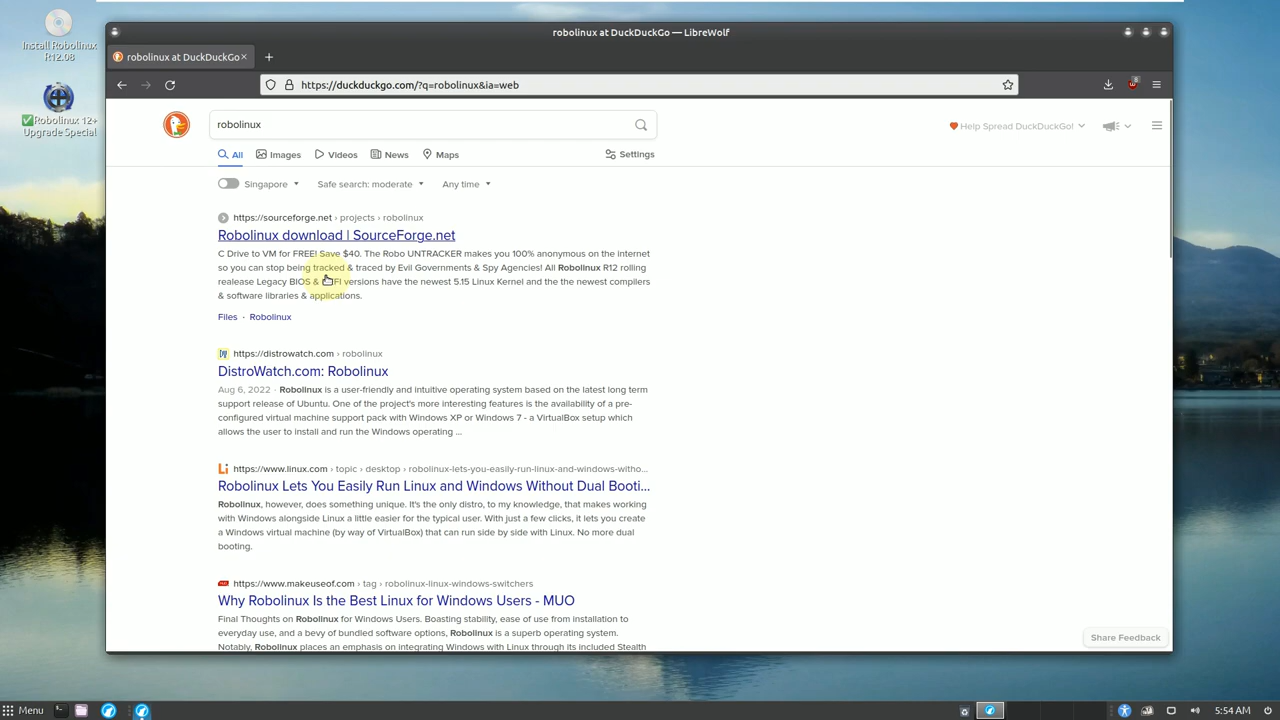 Install Robolinux
R12.08
✅Robolinux 12+
Upgrade Special
robolinux at DuckDuckGo — LibreWolf
robolinux at DuckDuckGo
https://duckduckgo.com/?q=robolinux&ia=web
8
robolinux
Help Spread DuckDuckGo!
All
Images
Videos
News
Maps
Settings
Singapore
Safe search: moderate
Any time
https://sourceforge.net › projects › robolinux
Robolinux download | SourceForge.net
C Drive to VM for FREE! Save $40. The Robo UNTRACKER makes you 100% anonymous on the internet
so you can stop being tracked & traced by Evil Governments & Spy Agencies! All Robolinux R12 rolling
realease Legacy BIOS & versions have the newest 5.15 Linux Kernel and the the newest compilers
& software libraries & applications.
Files · Robolinux
https://distrowatch.com › robolinux
DistroWatch.com: Robolinux
Aug 6, 2022 · Robolinux is a user-friendly and intuitive operating system based on the latest long term
support release of Ubuntu. One of the project's more interesting features is the availability of a pre-
configured virtual machine support pack with Windows XP or Windows 7 - a VirtualBox setup which
allows the user to install and run the Windows operating ...
https://www.linux.com › topic › desktop › robolinux-lets-you-easily-run-linux-and-windows-witho...
Robolinux Lets You Easily Run Linux and Windows Without Dual Booti...
Robolinux, however, does something unique. It's the only distro, to my knowledge, that makes working
with Windows alongside Linux a little easier for the typical user. With just a few clicks, it lets you create
a Windows virtual machine (by way of VirtualBox) that can run side by side with Linux. No more dual
booting.
https://www.makeuseof.com › tag › robolinux-linux-windows-switchers
Why Robolinux Is the Best Linux for Windows Users - MUO
Final Thoughts on Robolinux for Windows Users. Boasting stability, ease of use from installation to
everyday use, and a bevy of bundled software options, Robolinux is a superb operating system.
Notably, Robolinux places an emphasis on integrating Windows with Linux through its included Stealth
Share Feedback
Menu
5:54 AM